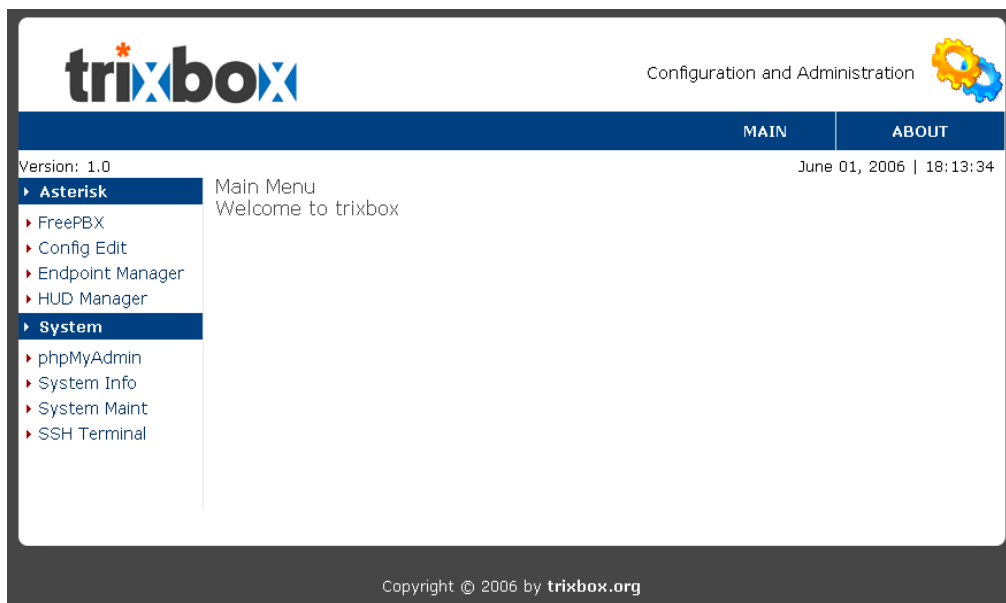 trixbox
Configuration and Administration
MAIN ABOUT
Version: 1.0
June 01, 2006 | 18:13:34
Asterisk
FreePBX
Config Edit
Endpoint Manager
HUD Manager
System
phpMyAdmin
System Info
System Maint
SSH Terminal
Main Menu
Welcome to trixbox
Copyright © 2006 by trixbox.org